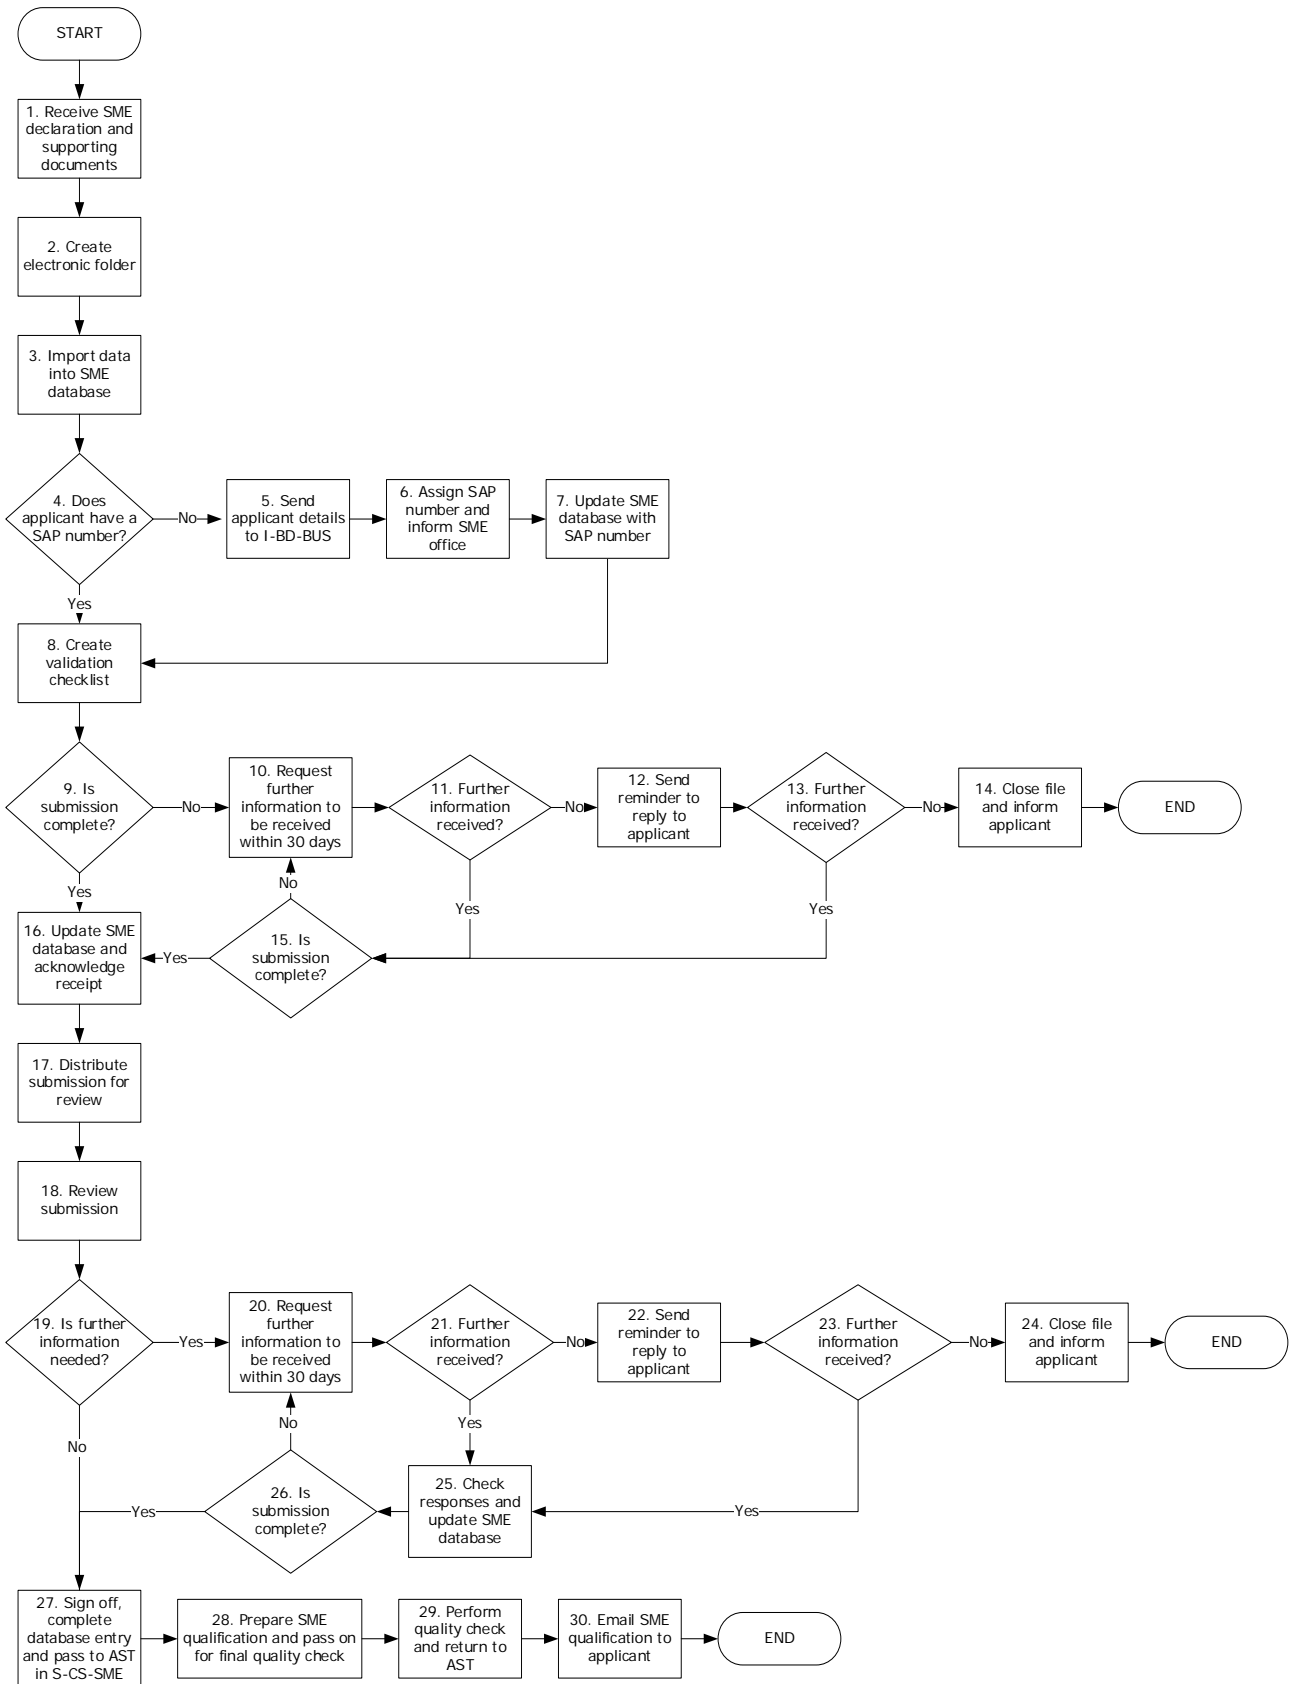 START
1. Receive SME
declaration and
supporting
documents
2. Create
electronic folder
3. Import data
into SME
database
4. Does
applicant have a
SAP number?
No
5. Send
applicant details
to I-BD-BUS
6. Assign SAP
number and
inform SME
office
7. Update SME
database with
SAP number
Yes
8. Create
validation
checklist
9. Is
submission
complete?
No
10. Request
further
information to
be received
within 30 days
11. Further
information
received?
No
12. Send
reminder to
reply to
applicant
13. Further
information
received?
No
14. Close file
and inform
applicant
END
Yes
No
Yes
Yes
16. Update SME
database and
acknowledge
receipt
Yes
15. Is
submission
complete?
17. Distribute
submission for
review
18. Review
submission
19. Is further
information
needed?
Yes
20. Request
further
information to
be received
within 30 days
21. Further
information
received?
No
22. Send
reminder to
reply to
applicant
23. Further
information
received?
No
24. Close file
and inform
applicant
END
No
No
Yes
Yes
26. Is
submission
complete?
25. Check
responses and
update SME
database
Yes
27. Sign off,
complete
database entry
and pass to AST
in S-CS-SME
28. Prepare SME
qualification and pass on
for final quality check
29. Perform
quality check
and return to
AST
30. Email SME
qualification to
applicant
END